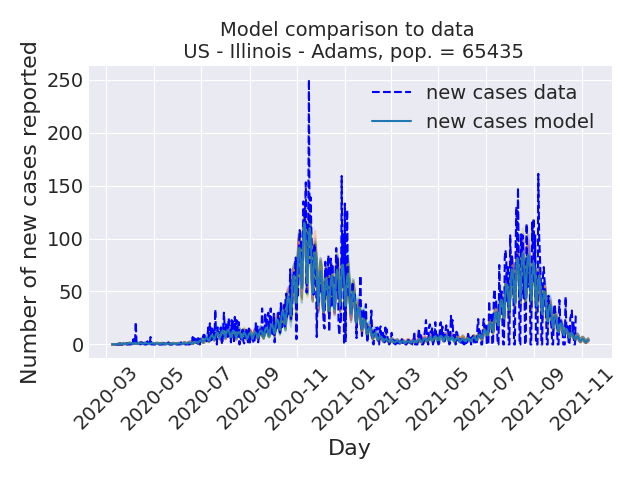 Model comparison to data
US - Illinois - Adams, pop. = 65435
Number of new cases reported
250
200
150
100
50
0
new cases data
new cases model
2020-03
2020-05
2020-07
2020-09
2020-11
2021-01
2021-03
2021-05
2021-07
2021-09
2021-11
Day